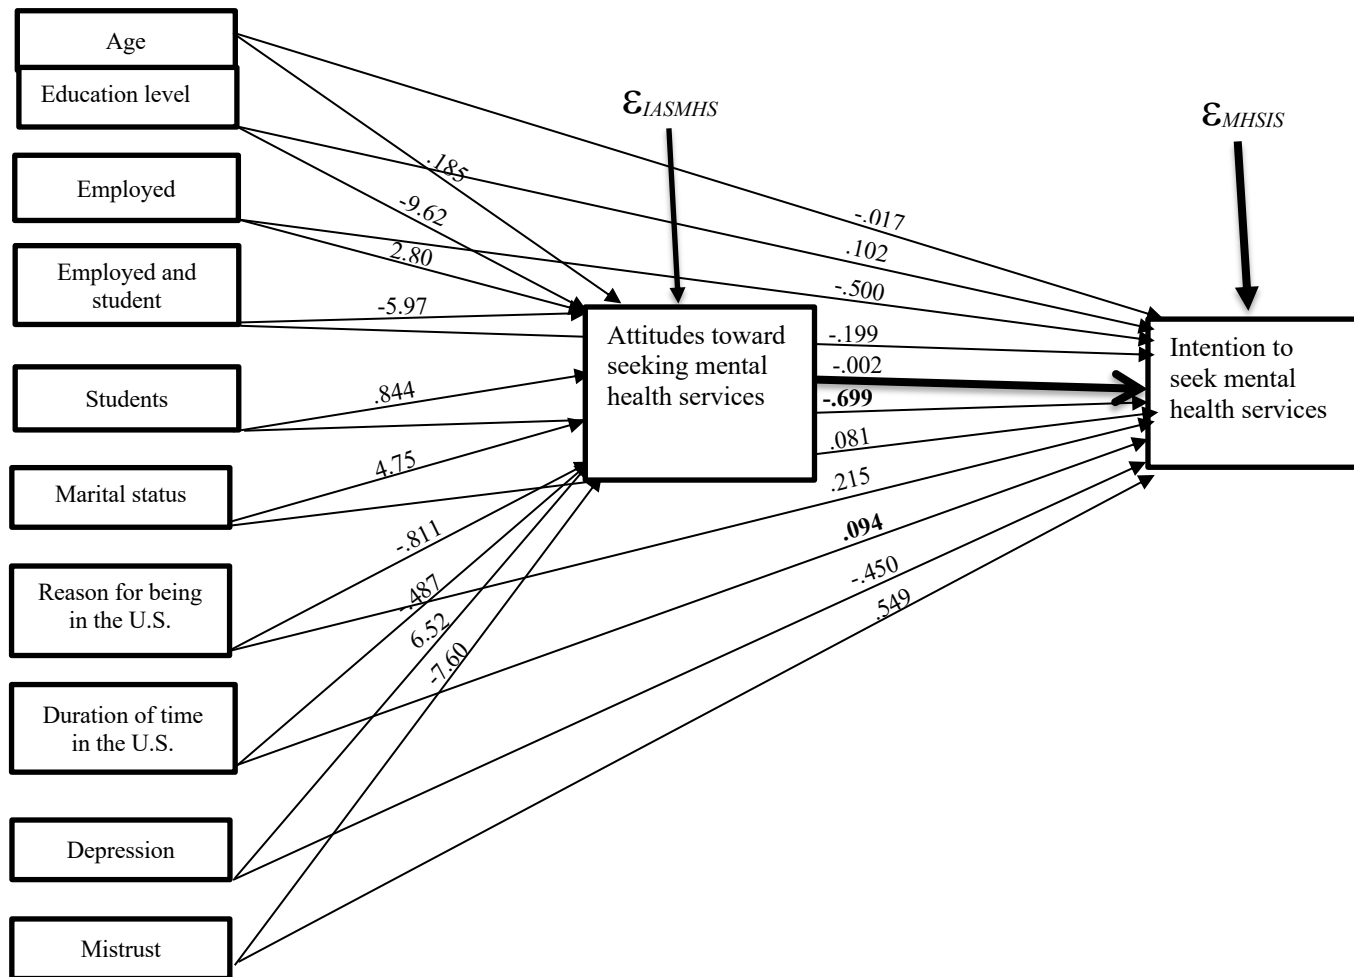 Age
Education level
Employed
Employed and
student
Students
Marital status
Reason for being
in the U.S.
Duration of time
in the U.S.
Depression
Mistrust
εIASMHS
εMHSIS
.185
-9.62
2.80
-5.97
.844
4.75
-.811
-.487
6.52
-7.60
Attitudes toward
seeking mental
health services
-.017
.102
-.500
-.199
-.002
-.699
.081
.215
.094
-.450
.549
Intention to
seek mental
health services